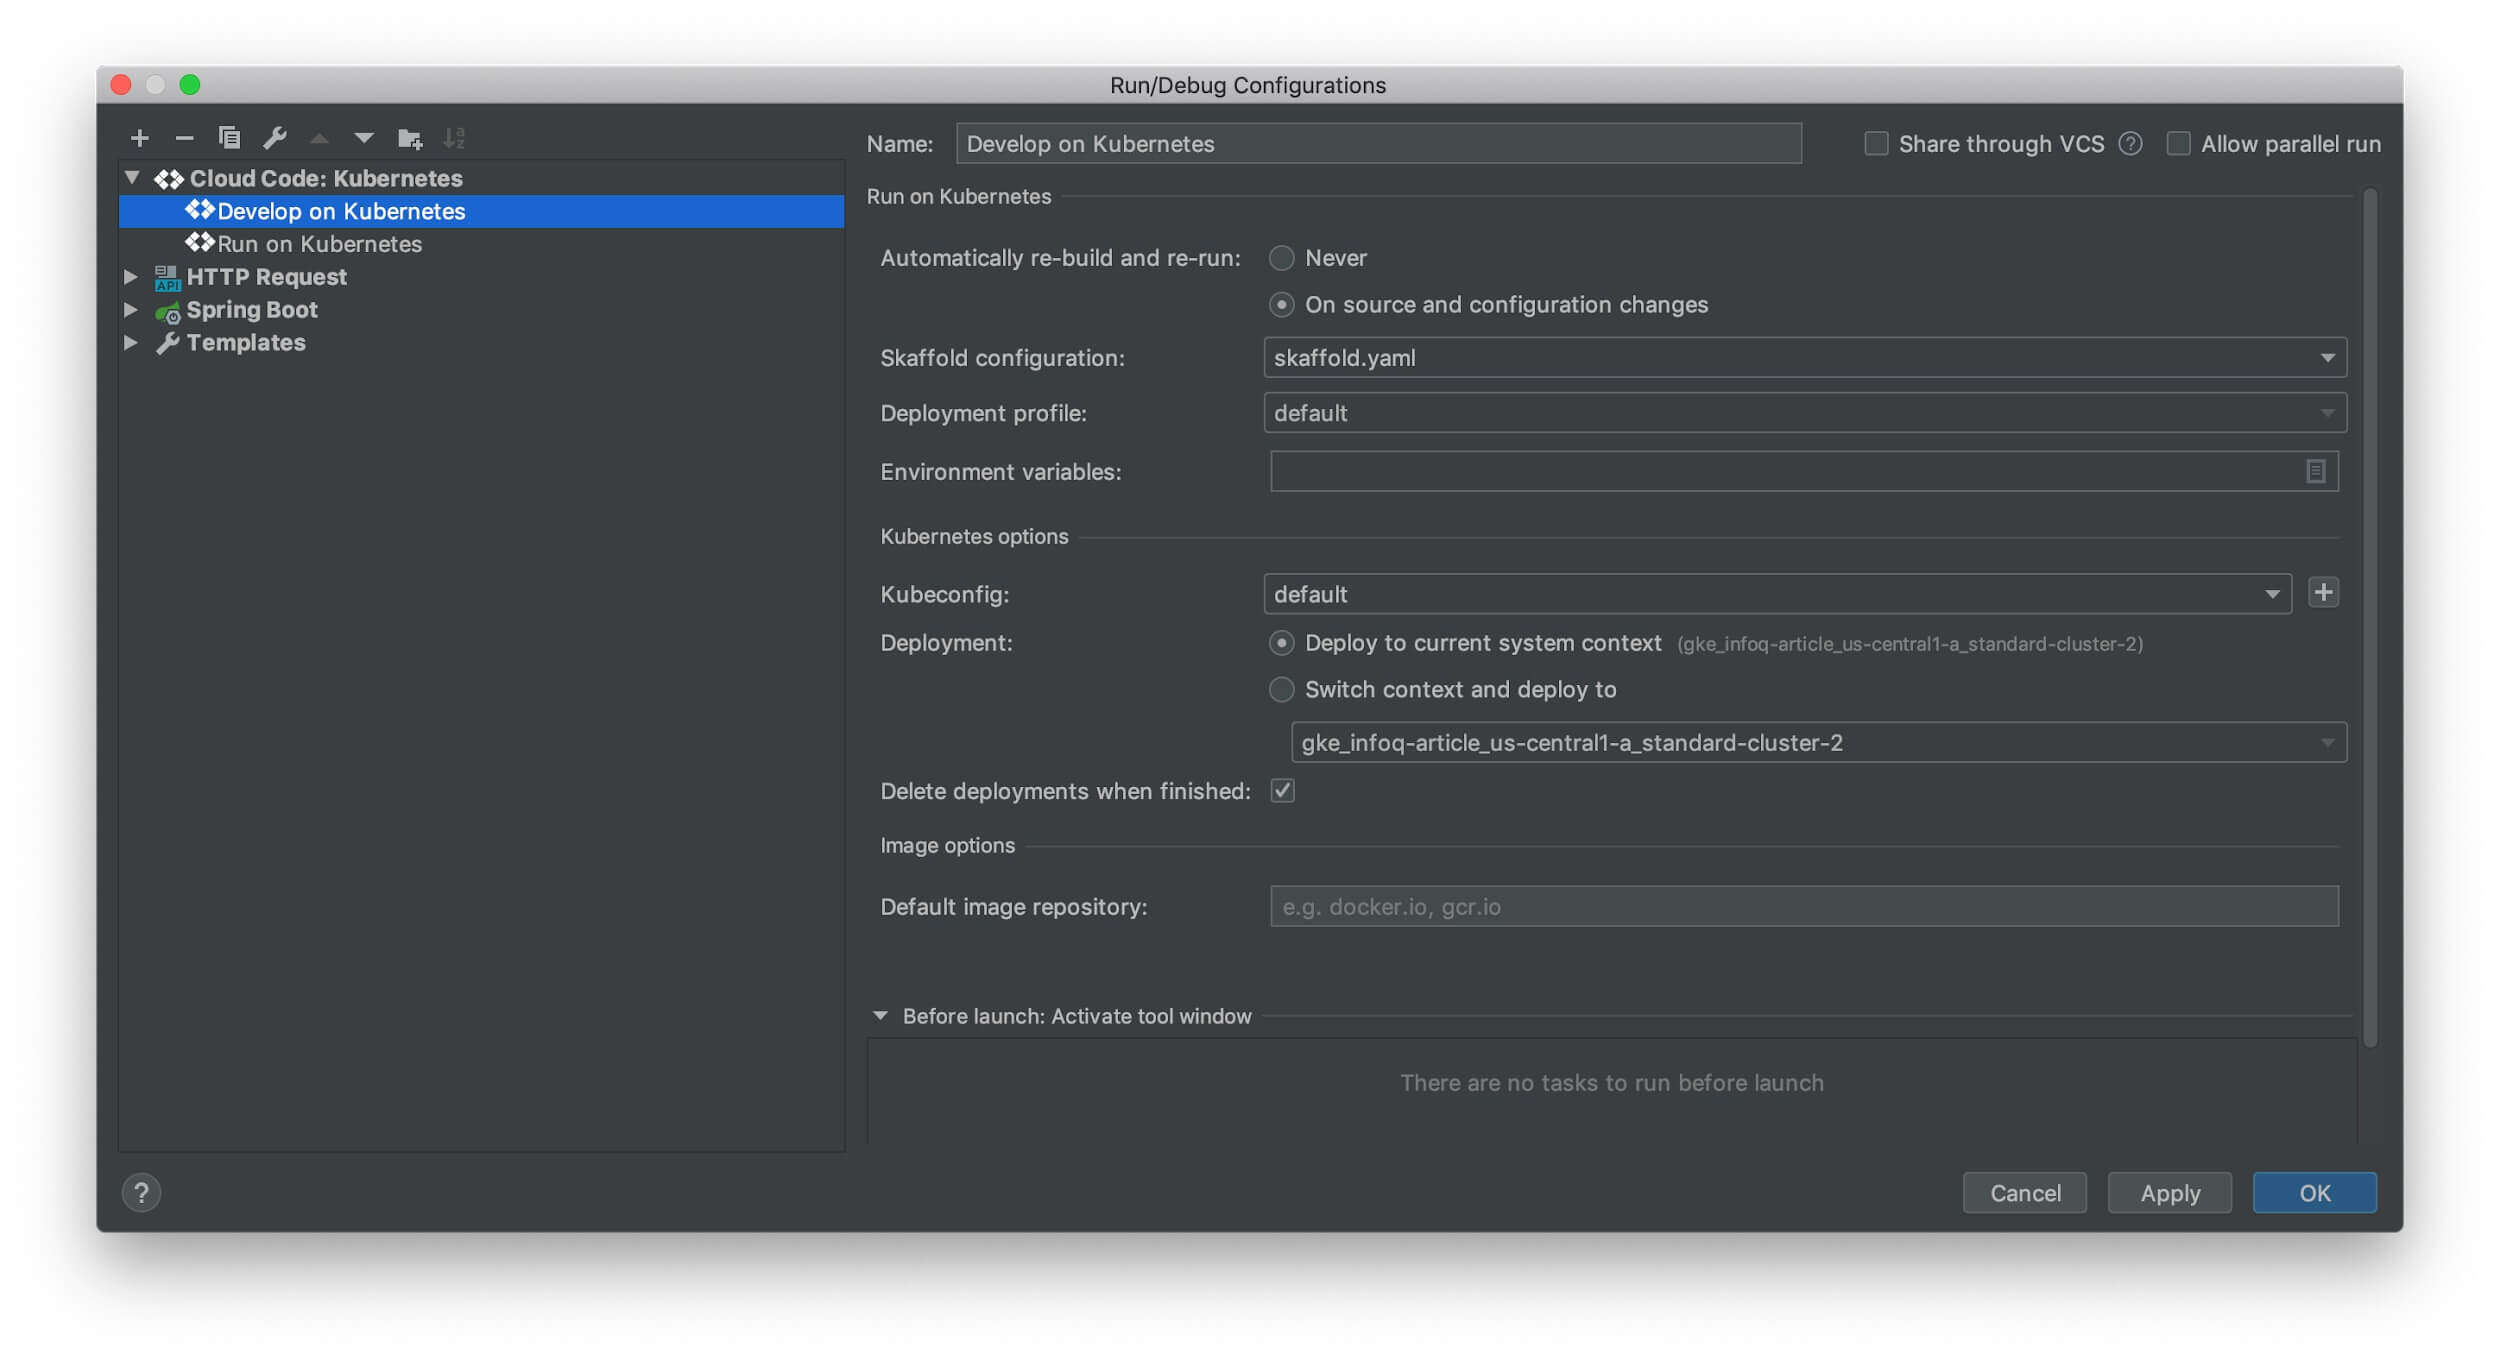 Run/Debug Configurations
Name: Develop on Kubernetes Share through VCS ? Allow parallel run
Cloud Code: Kubernetes
Develop on Kubernetes
Run on Kubernetes
API HTTP Request
Spring Boot
Templates
Run on Kubernetes
Automatically re-build and re-run: Never
On source and configuration changes
Skaffold configuration: skaffold.yaml
Deployment profile: default
Environment variables:
Kubernetes options
Kubeconfig: default
Deployment: Deploy to current system context (gke_infoq-article_us-central1-a_standard-cluster-2)
Switch context and deploy to
gke_infoq-article_us-central1-a_standard-cluster-2
Delete deployments when finished:
Image options
Default image repository: e.g. docker.io, gcr.io
Before launch: Activate tool window
There are no tasks to run before launch
? Cancel Apply OK